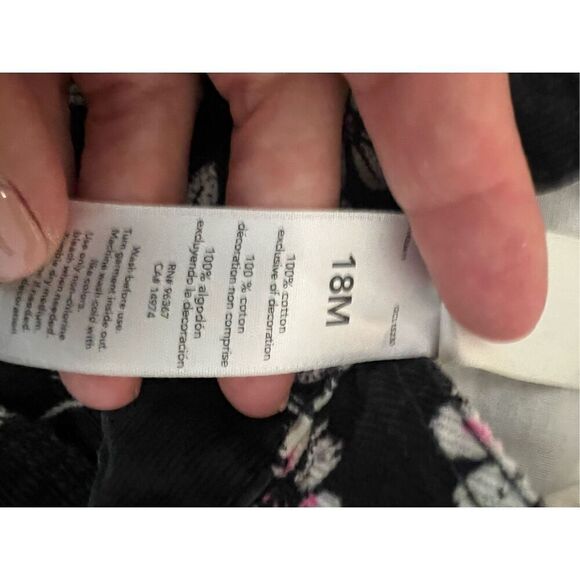 18M
100% cotton
exclusive of decoration
100 % coton
décoration non comprise
100% algodón
excluyendo la decoración
RN# 96367
CA# 14974
Wash before use.
Turn garment inside out.
Machine wash cold with
like colors.
Use only non-chlorine
bleach when needed.